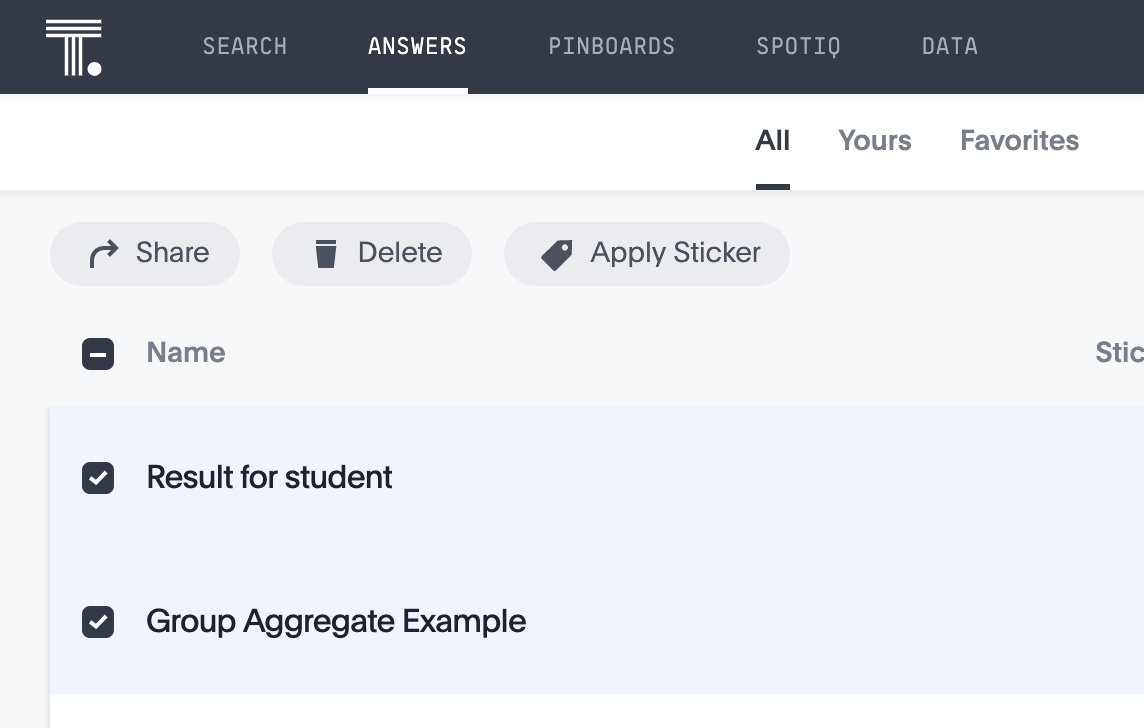 T.
SEARCH ANSWERS PINBOARDS SPOTIQ DATA
All Yours Favorites
Share Delete Apply Sticker
Name Stic
Result for student
Group Aggregate Example